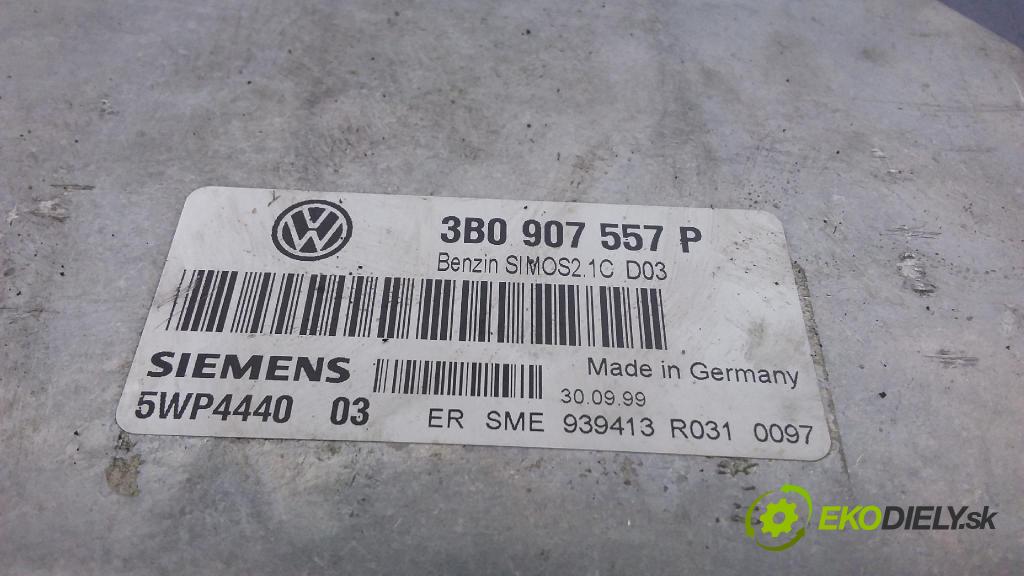 3B0 907 557 P
Benzin SIMOS2.1C D03
SIEMENS
Made in Germany
30.09.99
5WP4440 03
ER SME 939413 R031 0097
EKODIELY.sk